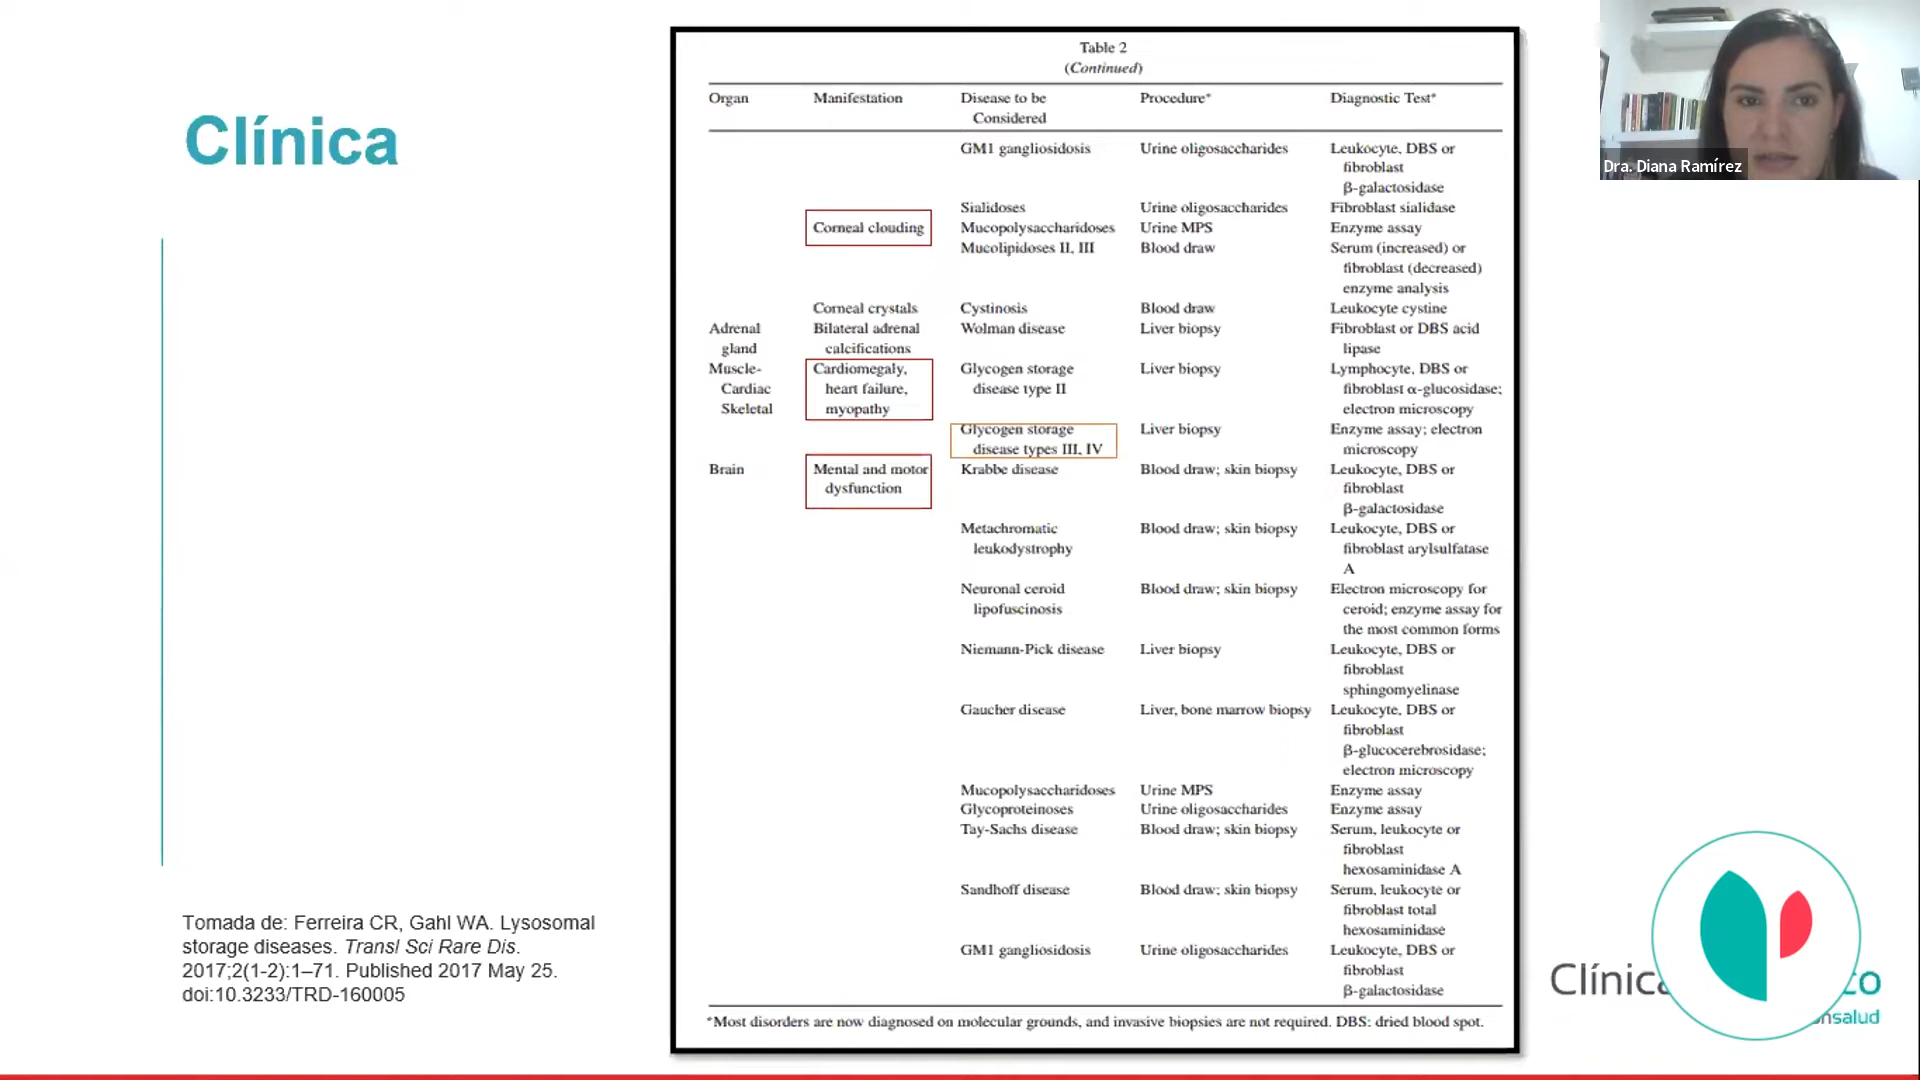 Clínica
Table 2
(Continued)
Organ Manifestation Disease to be Procedure* Diagnostic Test*
Considered
GM1 gangliosidosis Urine oligosaccharides Leukocyte, DBS or
fibroblast
β-galactosidase
Sialidoses Urine oligosaccharides Fibroblast sialidase
Corneal clouding Mucopolysaccharidoses Urine MPS Enzyme assay
Mucolipidoses II, III Blood draw Serum (increased) or
fibroblast (decreased)
enzyme analysis
Corneal crystals Cystinosis Blood draw Leukocyte cystine
Adrenal Bilateral adrenal Wolman disease Liver biopsy Fibroblast or DBS acid
gland calcifications lipase
Muscle- Cardiomegaly, Glycogen storage Liver biopsy Lymphocyte, DBS or
Cardiac heart failure, disease type II fibroblast α-glucosidase;
Skeletal myopathy electron microscopy
Glycogen storage Liver biopsy Enzyme assay; electron
disease types III, IV microscopy
Brain Mental and motor Krabbe disease Blood draw; skin biopsy Leukocyte, DBS or
dysfunction fibroblast
β-galactosidase
Metachromatic Blood draw; skin biopsy Leukocyte, DBS or
leukodystrophy fibroblast arylsulfatase
A
Neuronal ceroid Blood draw; skin biopsy Electron microscopy for
lipofuscinosis ceroid; enzyme assay for
the most common forms
Niemann-Pick disease Liver biopsy Leukocyte, DBS or
fibroblast
sphingomyelinase
Gaucher disease Liver, bone marrow biopsy Leukocyte, DBS or
fibroblast
β-glucocerebrosidase;
electron microscopy
Mucopolysaccharidoses Urine MPS Enzyme assay
Glycoproteinoses Urine oligosaccharides Enzyme assay
Tay-Sachs disease Blood draw; skin biopsy Serum, leukocyte or
fibroblast
hexosaminidase A
Sandhoff disease Blood draw; skin biopsy Serum, leukocyte or
fibroblast total
hexosaminidase
GM1 gangliosidosis Urine oligosaccharides Leukocyte, DBS or
fibroblast
β-galactosidase
*Most disorders are now diagnosed on molecular grounds, and invasive biopsies are not required. DBS: dried blood spot.
Tomada de: Ferreira CR, Gahl WA. Lysosomal
storage diseases. Transl Sci Rare Dis.
2017;2(1-2):1–71. Published 2017 May 25.
doi:10.3233/TRD-160005
Dra. Diana Ramírez